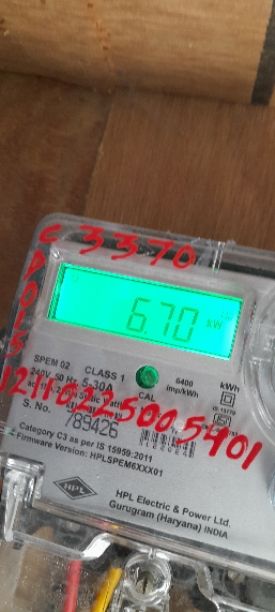 C 3370
6.70 kW
SPEM 02 CLASS 1
240V, 50 Hz 5-30A
6400 imp/kWh
kWh
CAL
12110225005401
S. No. 789426
Category C3 as per IS 15959:2011
Firmware Version: HPLSPEM6XXX01
HPL
HPL Electric & Power Ltd.
Gurugram (Haryana) INDIA